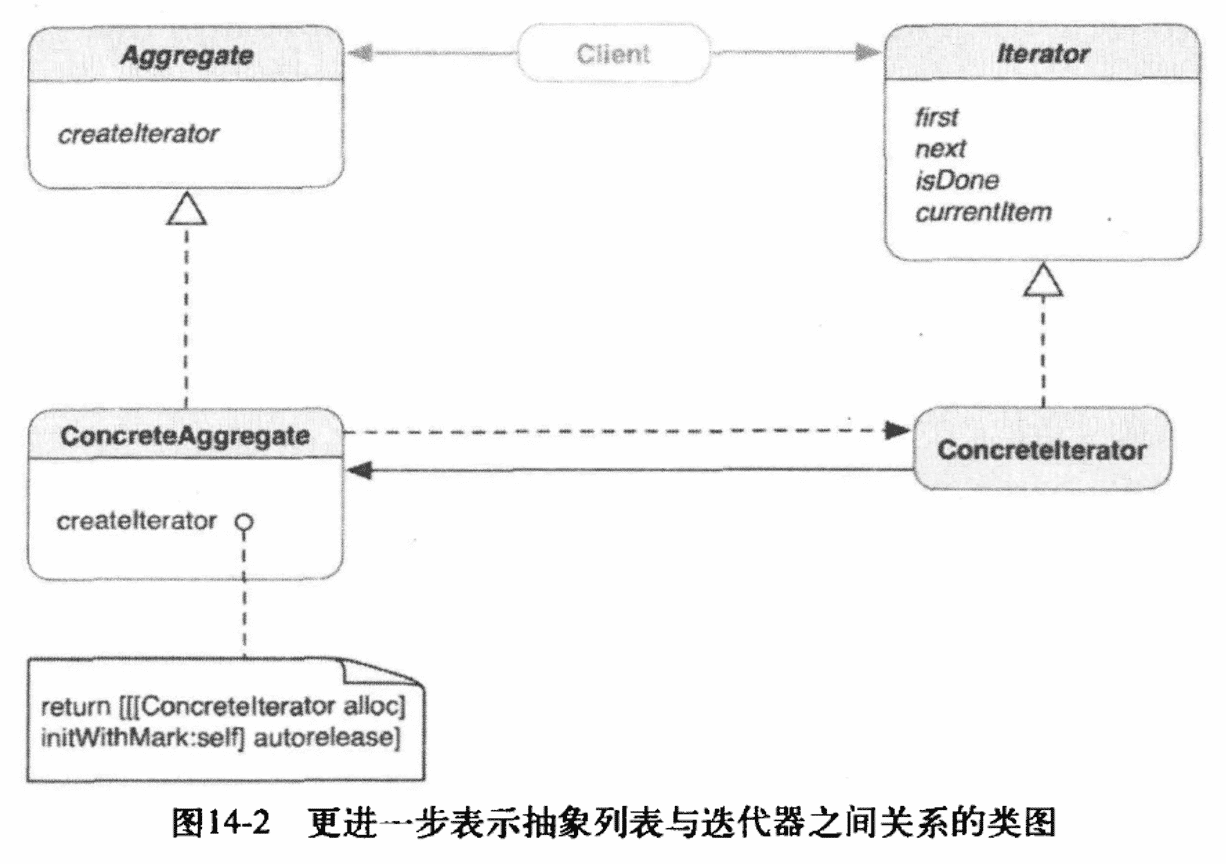 Aggregate
createIterator
Client
Iterator
first
next
isDone
currentItem
ConcreteAggregate
createIterator
ConcreteIterator
return [[[ConcreteIterator alloc]
initWithMark:self] autorelease]
图14-2 更进一步表示抽象列表与迭代器之间关系的类图